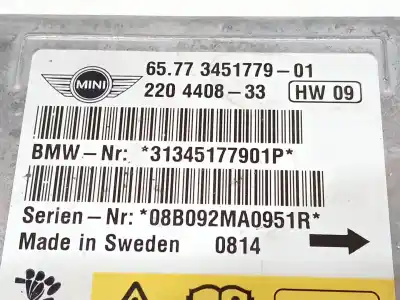 MINI
65.77 3451779-01
220 4408-33 HW 09
BMW-Nr: *31345177901P*
Serien-Nr: *08B092MA0951R*
Made in Sweden 0814